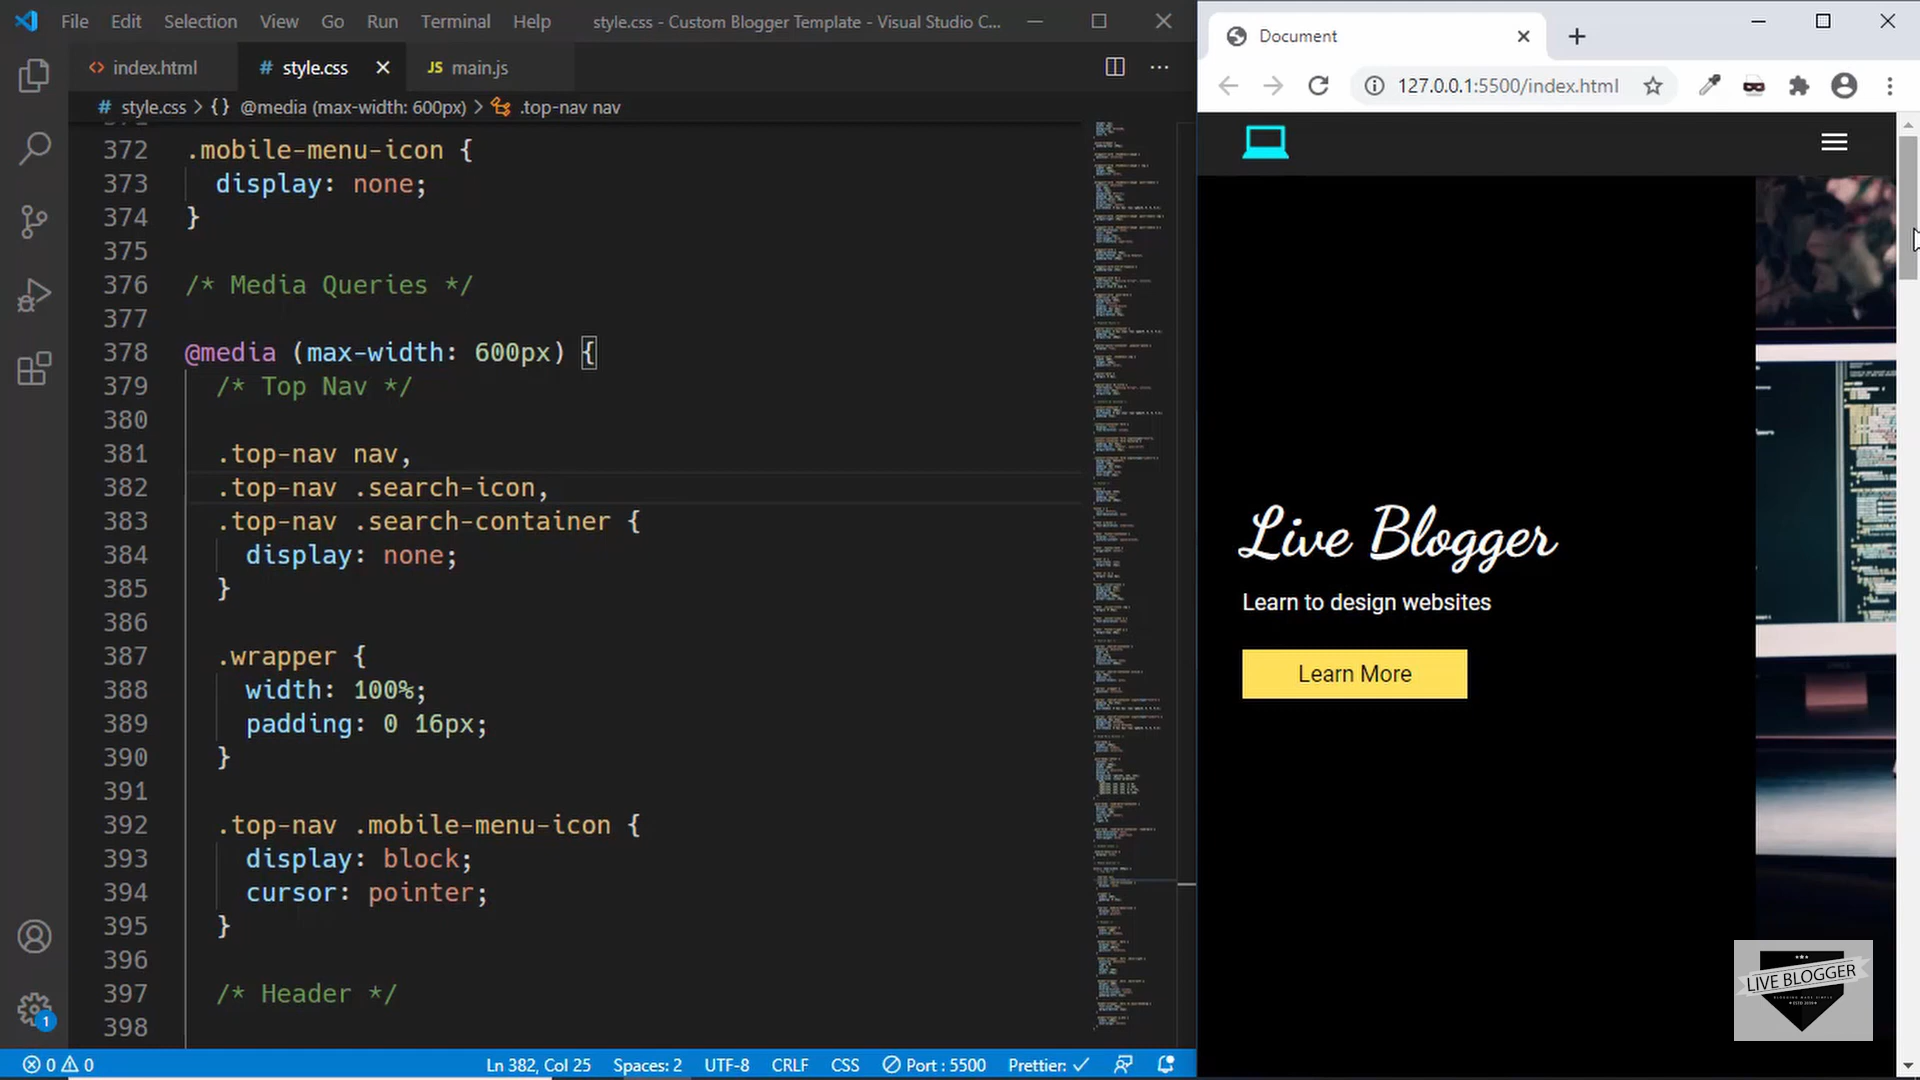 File Edit Selection View Go Run Terminal Help style.css - Custom Blogger Template - Visual Studio C...
index.html
# style.css
JS main.js
# style.css > {} @media (max-width: 600px) > .top-nav nav
372 .mobile-menu-icon {
373 display: none;
374 }
375
376 /* Media Queries */
377
378 @media (max-width: 600px) {
379 /* Top Nav */
380
381 .top-nav nav,
382 .top-nav .search-icon,
383 .top-nav .search-container {
384 display: none;
385 }
386
387 .wrapper {
388 width: 100%;
389 padding: 0 16px;
390 }
391
392 .top-nav .mobile-menu-icon {
393 display: block;
394 cursor: pointer;
395 }
396
397 /* Header */
398
1
0 0 Ln 382, Col 25 Spaces: 2 UTF-8 CRLF CSS Port : 5500 Prettier: ✓
Document
127.0.0.1:5500/index.html
Live Blogger
Learn to design websites
Learn More
LIVE BLOGGER